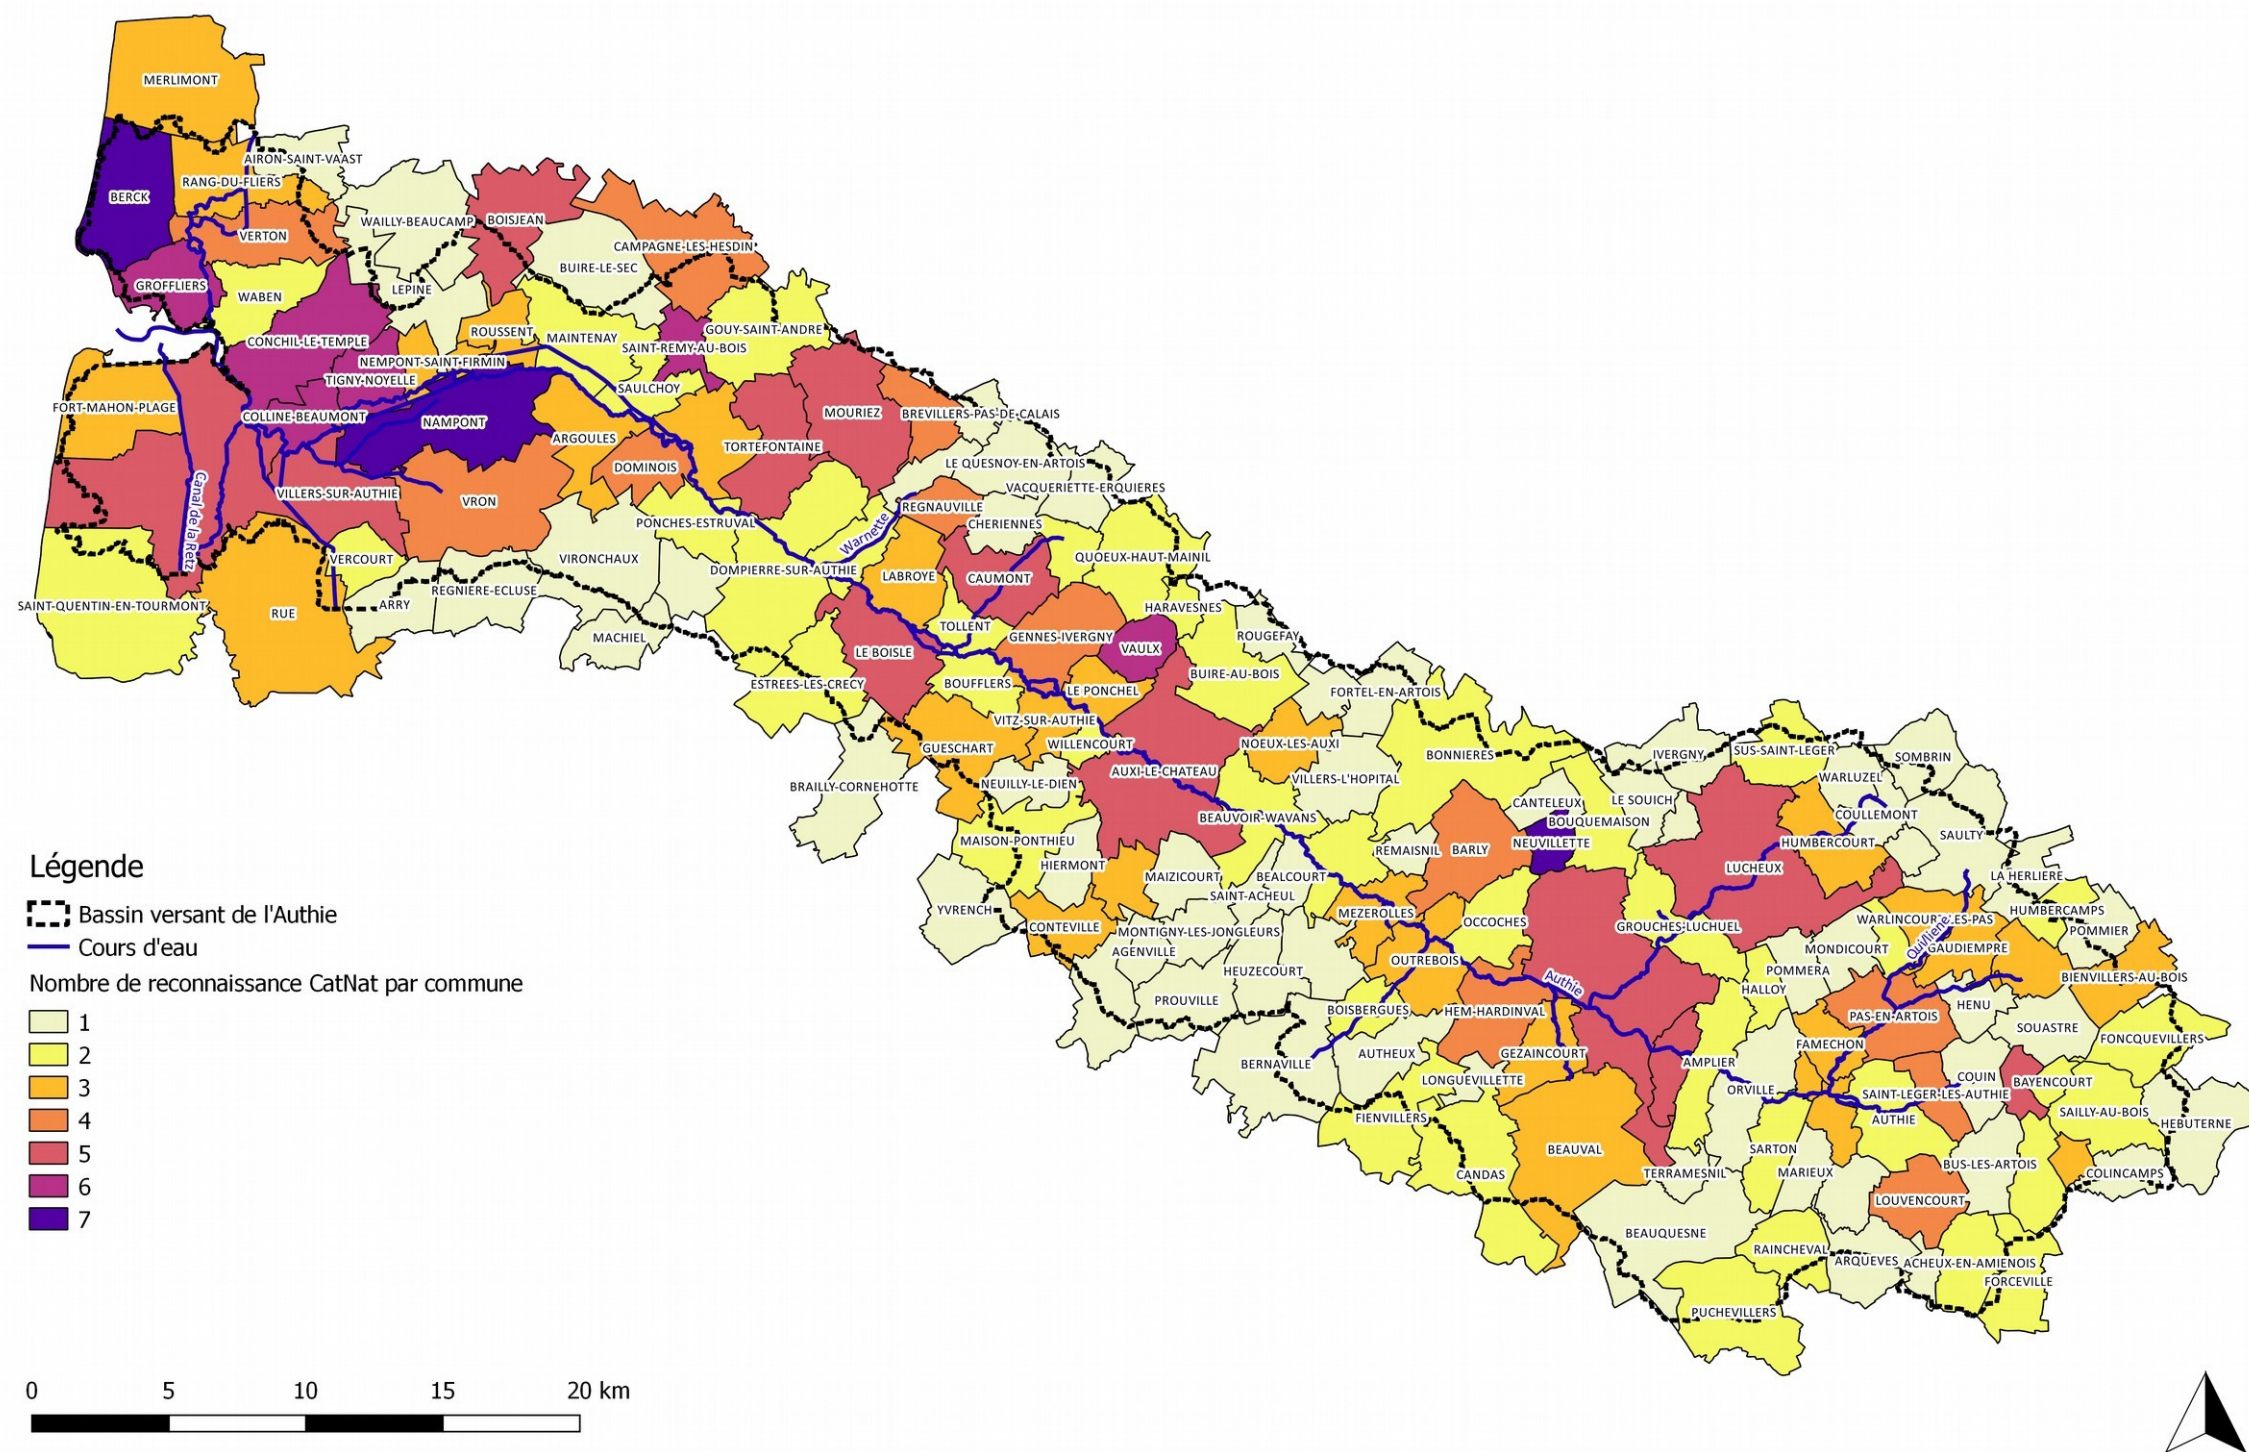 MERLIMONT
AIRON-SAINT-VAAST
RANG-DU-FLIERS
BERCK
WAILLY-BEAUCAMP
BOISJEAN
VERTON
CAMPAGNE-LES-HESDIN
BUIRE-LE-SEC
GROFFLIERS
LEPINE
WABEN
ROUSSENT
GOUY-SAINT-ANDRE
MAINTENAY
CONCHIL-LE-TEMPLE
SAINT-REMY-AU-BOIS
NEMPONT-SAINT-FIRMIN
TIGNY-NOYELLE
SAULCHOY
FORT-MAHON-PLAGE
MOURIEZ
BREVILLERS-PAS-DE-CALAIS
COLLINE-BEAUMONT
NAMPONT
ARGOULES
TORTEFONTAINE
LE QUESNOY-EN-ARTOIS
DOMINOIS
VACQUERIETTE-ERQUIERES
VILLERS-SUR-AUTHIE
VRON
REGNAUVILLE
Canal de la Retz
PONCHES-ESTRUVAL
CHERIENNES
Warnette
VERCOURT
VIRONCHAUX
QUOEUX-HAUT-MAINIL
DOMPIERRE-SUR-AUTHIE
LABROYE
CAUMONT
REGNIERE-ECLUSE
SAINT-QUENTIN-EN-TOURMONT
ARRY
HARAVESNES
RUE
TOLLENT
MACHIEL
GENNES-IVERGNY
ROUGEFAY
VAULX
LE BOISLE
BUIRE-AU-BOIS
ESTREES-LES-CRECY
BOUFFLERS
LE PONCHEL
FORTEL-EN-ARTOIS
VITZ-SUR-AUTHIE
GUESCHART
WILLENCOURT
NOEUX-LES-AUXI
BONNIERES
IVERGNY
SUS-SAINT-LEGER
SOMBRIN
AUXI-LE-CHATEAU
VILLERS-L'HOPITAL
WARLUZEL
BRAILLY-CORNEHOTTE
NEUILLY-LE-DIEN
CANTELEUX
LE SOUICH
COULLEMONT
BEAUVOIR-WAVANS
BOUQUEMAISON
SAULTY
MAISON-PONTHIEU
REMAISNIL
BARLY
NEUVILLETTE
HUMBERCOURT
HIERMONT
LUCHEUX
MAIZICOURT
BEALCOURT
LA HERLIERE
SAINT-ACHEUL
YVRENCH
MEZEROLLES
HUMBERCAMPS
OCCOCHES
WARLINCOURT-LES-PAS
CONTEVILLE
MONTIGNY-LES-JONGLEURS
GROUCHES-LUCHUEL
POMMIER
AGENVILLE
MONDICOURT
Quilienne
GAUDIEMPRE
OUTREBOIS
HEUZECOURT
POMMERA
BIENVILLERS-AU-BOIS
Authie
HALLOY
PROUVILLE
BOISBERGUES
HEM-HARDINVAL
HENU
PAS-EN-ARTOIS
SOUASTRE
FONCQUEVILLERS
AUTHEUX
GEZAINCOURT
FAMECHON
BERNAVILLE
AMPLIER
LONGUEVILLETTE
COUIN
BAYENCOURT
ORVILLE
SAINT-LEGER-LES-AUTHIE
SAILLY-AU-BOIS
FIENVILLERS
AUTHIE
HEBUTERNE
BEAUVAL
SARTON
BUS-LES-ARTOIS
CANDAS
TERRAMESNIL
MARIEUX
COLINCAMPS
LOUVENCOURT
BEAUQUESNE
RAINCHEVAL
ARQUEVES
ACHEUX-EN-AMIENOIS
FORCEVILLE
PUCHEVILLERS
Légende
Bassin versant de l'Authie
Cours d'eau
Nombre de reconnaissance CatNat par commune
1
2
3
4
5
6
7
0 5 10 15 20 km